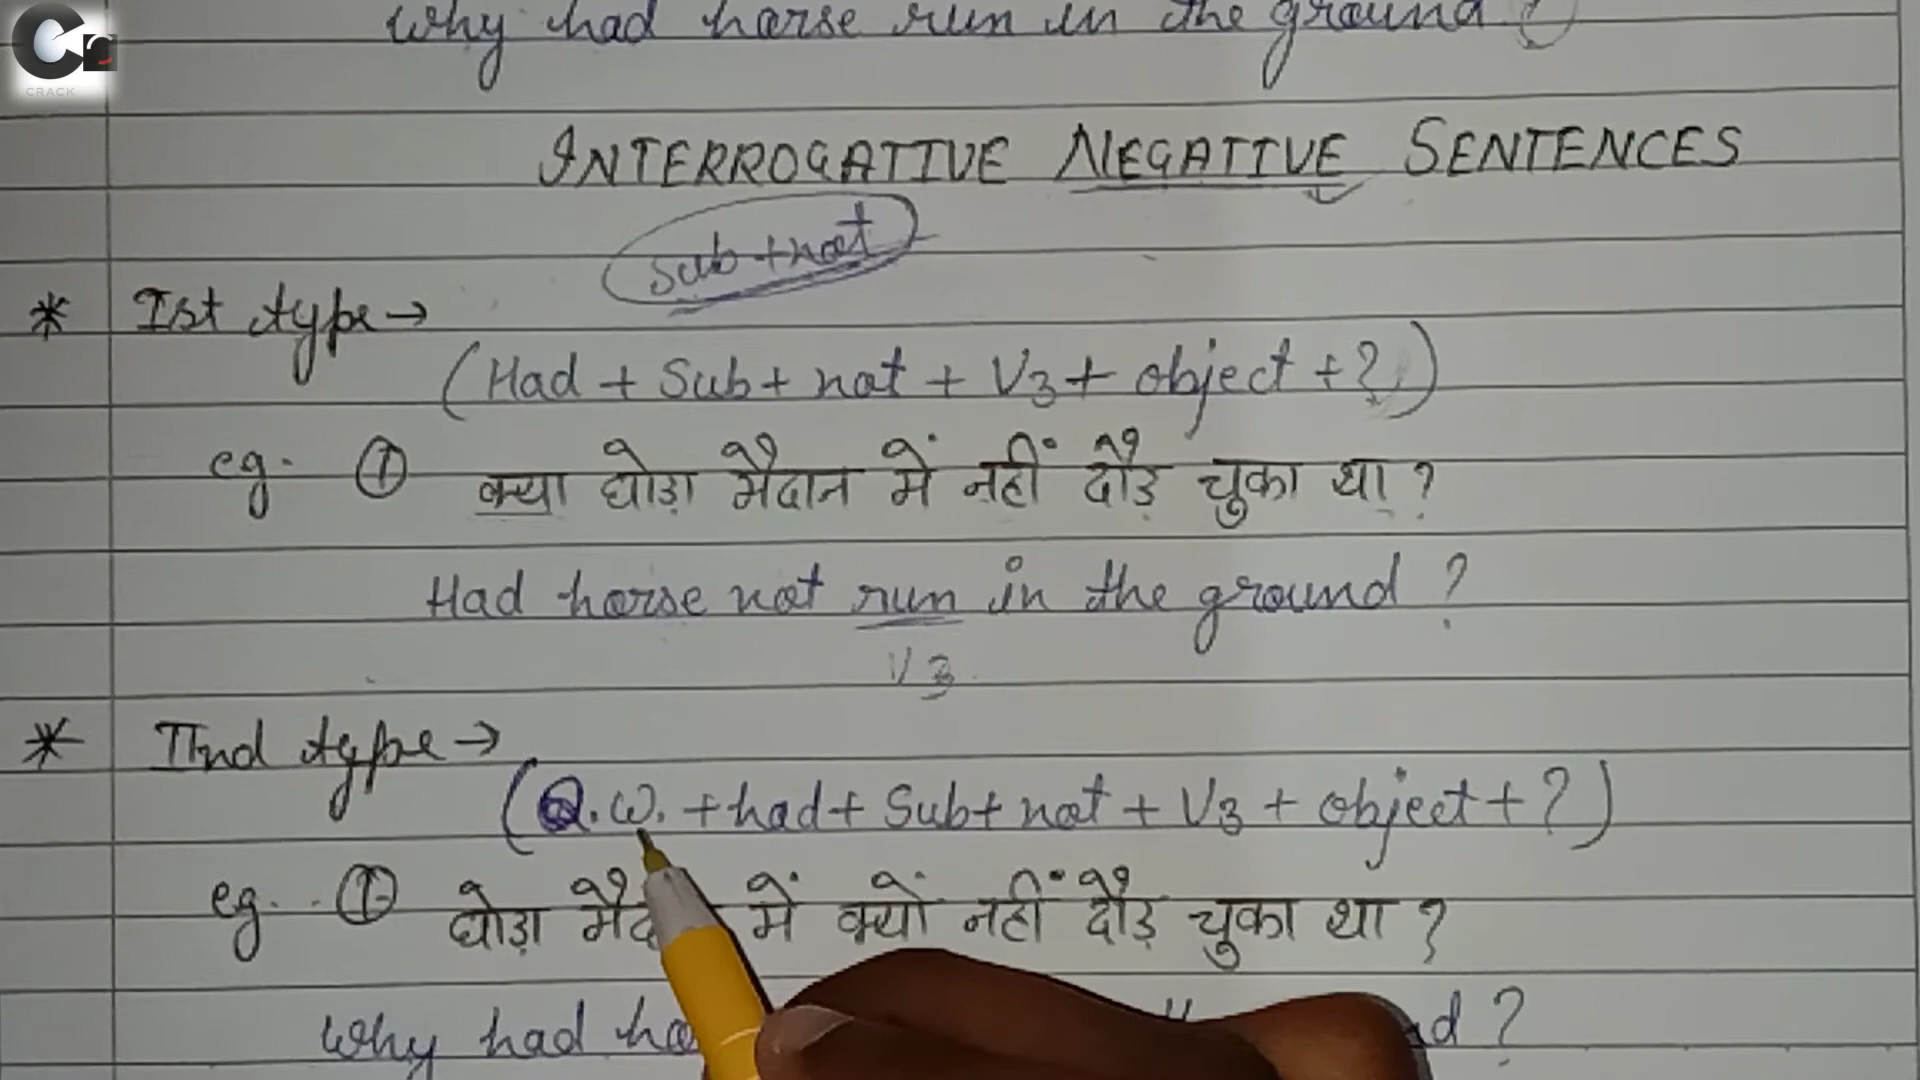 Why had horse run in the ground ?
CRACK
INTERROGATIVE NEGATIVE SENTENCES
Sub + not
* Ist type →
(Had + Sub + not + V3 + object + ?)
eg. ① क्या घोड़ा मैदान में नहीं दौड़ चुका था ?
Had horse not run in the ground ?
V3
* IInd type →
(Q.W. + had + Sub + not + V3 + object + ?)
eg. ① घोड़ा में क्यों नहीं दौड़ चुका था ?
Why had ?